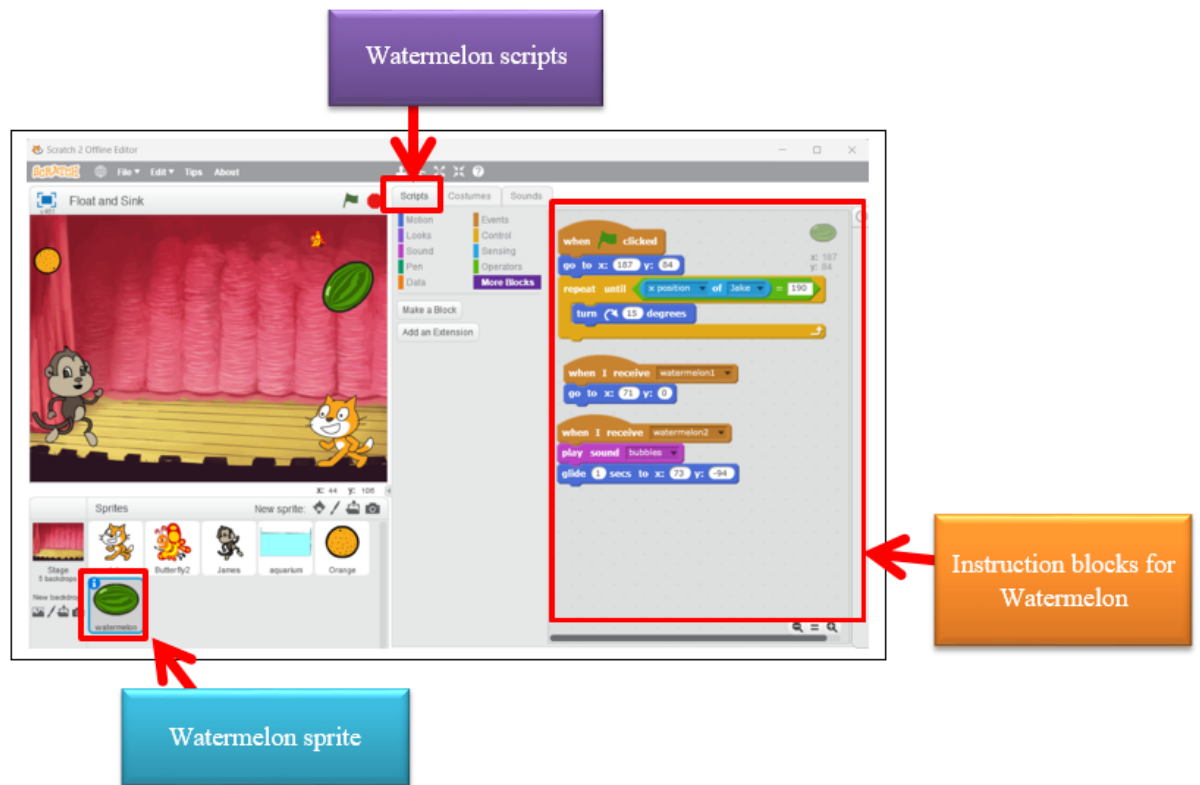 Watermelon scripts
Scratch 2 Offline Editor
SCRATCH File Edit Tips About
Float and Sink
v461
Scripts Costumes Sounds
Motion Events
Looks Control
Sound Sensing
Pen Operators
Data More Blocks
Make a Block
Add an Extension
when clicked
go to x: 187 y: 84
repeat until x position of Jake = 190
turn 15 degrees
when I receive watermelon1
go to x: 71 y: 0
when I receive watermelon2
play sound bubbles
glide 1 secs to x: 73 y: -94
x: 187
y: 84
X: 44 y: 106
Sprites New sprite:
Stage
5 backdrops
New backdrop
Butterfly2 James aquarium Orange
watermelon
Instruction blocks for
Watermelon
Watermelon sprite